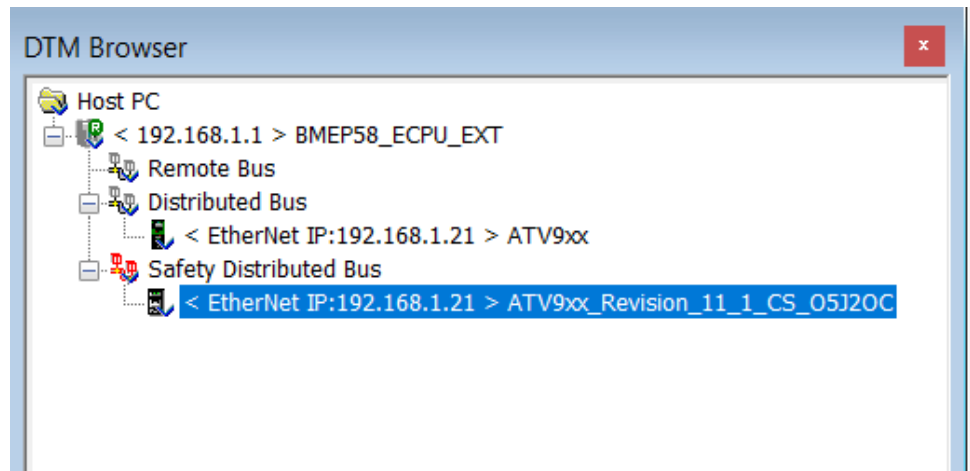 DTM Browser
x
Host PC
< 192.168.1.1 > BMEP58_ECPU_EXT
Remote Bus
Distributed Bus
< EtherNet IP:192.168.1.21 > ATV9xx
Safety Distributed Bus
< EtherNet IP:192.168.1.21 > ATV9xx_Revision_11_1_CS_O5J2OC